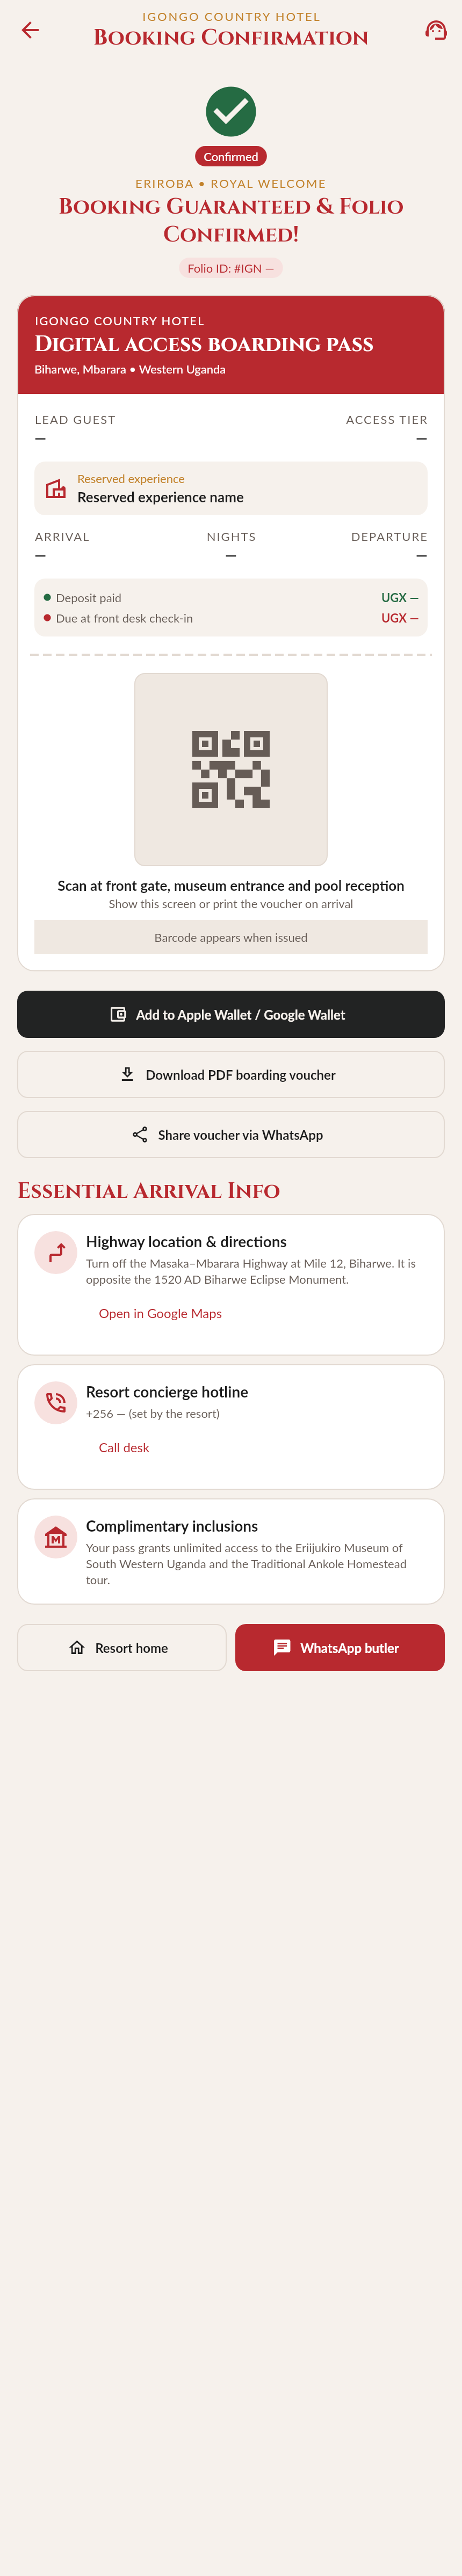 IGONGO COUNTRY HOTEL
Booking Confirmation
Confirmed
ERIROBA • ROYAL WELCOME
Booking Guaranteed & Folio
Confirmed!
Folio ID: #IGN —
IGONGO COUNTRY HOTEL
Digital access boarding pass
Biharwe, Mbarara • Western Uganda
LEAD GUEST ACCESS TIER
— —
Reserved experience
Reserved experience name
ARRIVAL NIGHTS DEPARTURE
— — —
Deposit paid UGX —
Due at front desk check-in UGX —
Scan at front gate, museum entrance and pool reception
Show this screen or print the voucher on arrival
Barcode appears when issued
Add to Apple Wallet / Google Wallet
Download PDF boarding voucher
Share voucher via WhatsApp
Essential Arrival Info
Highway location & directions
Turn off the Masaka–Mbarara Highway at Mile 12, Biharwe. It is
opposite the 1520 AD Biharwe Eclipse Monument.
Open in Google Maps
Resort concierge hotline
+256 — (set by the resort)
Call desk
Complimentary inclusions
Your pass grants unlimited access to the Eriijukiro Museum of
South Western Uganda and the Traditional Ankole Homestead
tour.
Resort home
WhatsApp butler